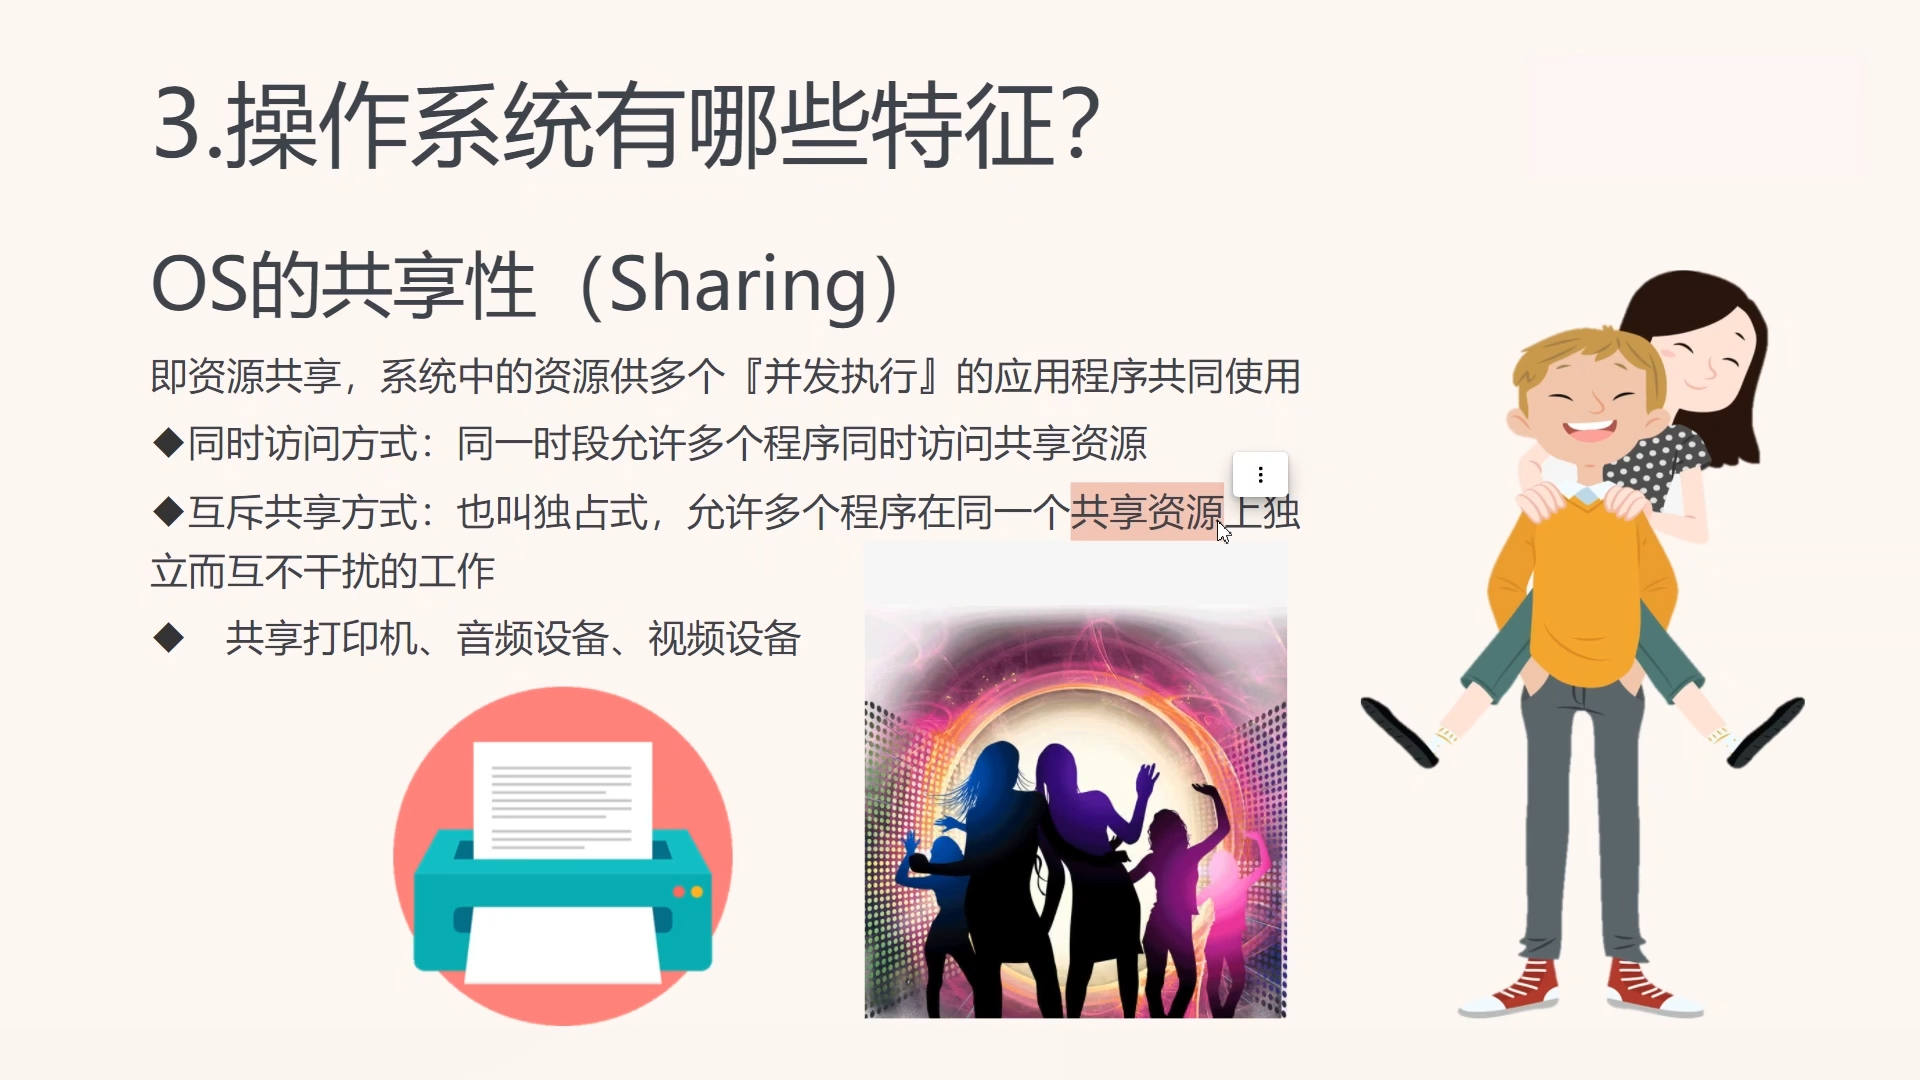 3.操作系统有哪些特征？
OS的共享性（Sharing）
即资源共享，系统中的资源供多个『并发执行』的应用程序共同使用
◆同时访问方式：同一时段允许多个程序同时访问共享资源
◆互斥共享方式：也叫独占式，允许多个程序在同一个共享资源上独
立而互不干扰的工作
◆ 共享打印机、音频设备、视频设备